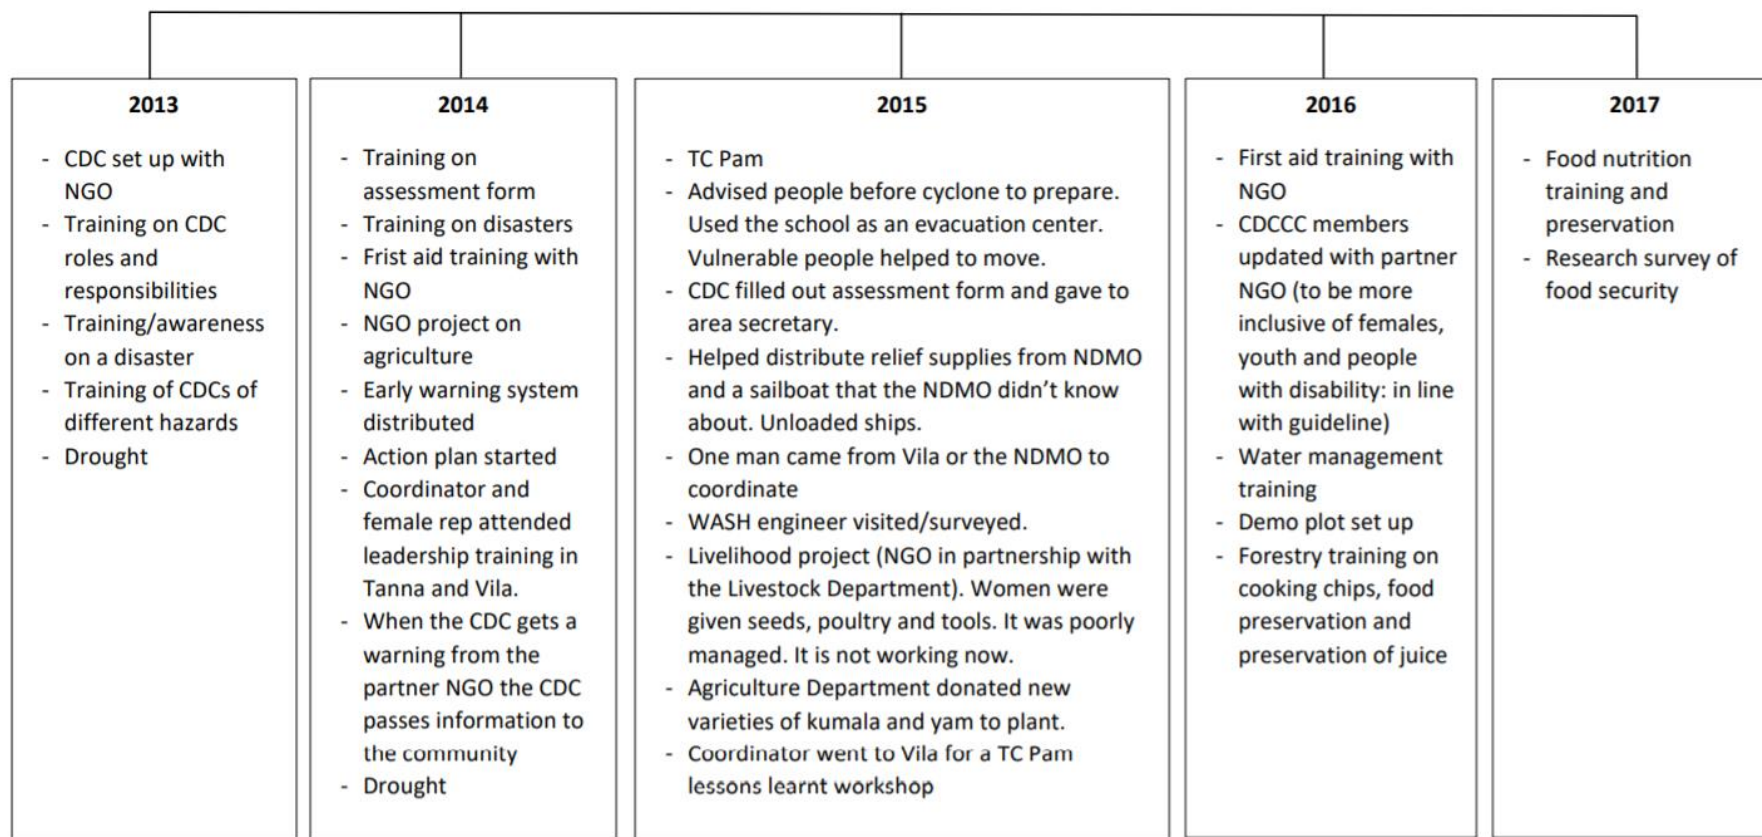 2013
- CDC set up with
NGO
- Training on CDC
roles and
responsibilities
- Training/awareness
on a disaster
- Training of CDCs of
different hazards
- Drought
2014
- Training on
assessment form
- Training on disasters
- Frist aid training with
NGO
- NGO project on
agriculture
- Early warning system
distributed
- Action plan started
- Coordinator and
female rep attended
leadership training in
Tanna and Vila.
- When the CDC gets a
warning from the
partner NGO the CDC
passes information to
the community
- Drought
2015
- TC Pam
- Advised people before cyclone to prepare.
Used the school as an evacuation center.
Vulnerable people helped to move.
- CDC filled out assessment form and gave to
area secretary.
- Helped distribute relief supplies from NDMO
and a sailboat that the NDMO didn't know
about. Unloaded ships.
- One man came from Vila or the NDMO to
coordinate
- WASH engineer visited/surveyed.
- Livelihood project (NGO in partnership with
the Livestock Department). Women were
given seeds, poultry and tools. It was poorly
managed. It is not working now.
- Agriculture Department donated new
varieties of kumala and yam to plant.
- Coordinator went to Vila for a TC Pam
lessons learnt workshop
2016
- First aid training with
NGO
- CDCCC members
updated with partner
NGO (to be more
inclusive of females,
youth and people
with disability: in line
with guideline)
- Water management
training
- Demo plot set up
- Forestry training on
cooking chips, food
preservation and
preservation of juice
2017
- Food nutrition
training and
preservation
- Research survey of
food security